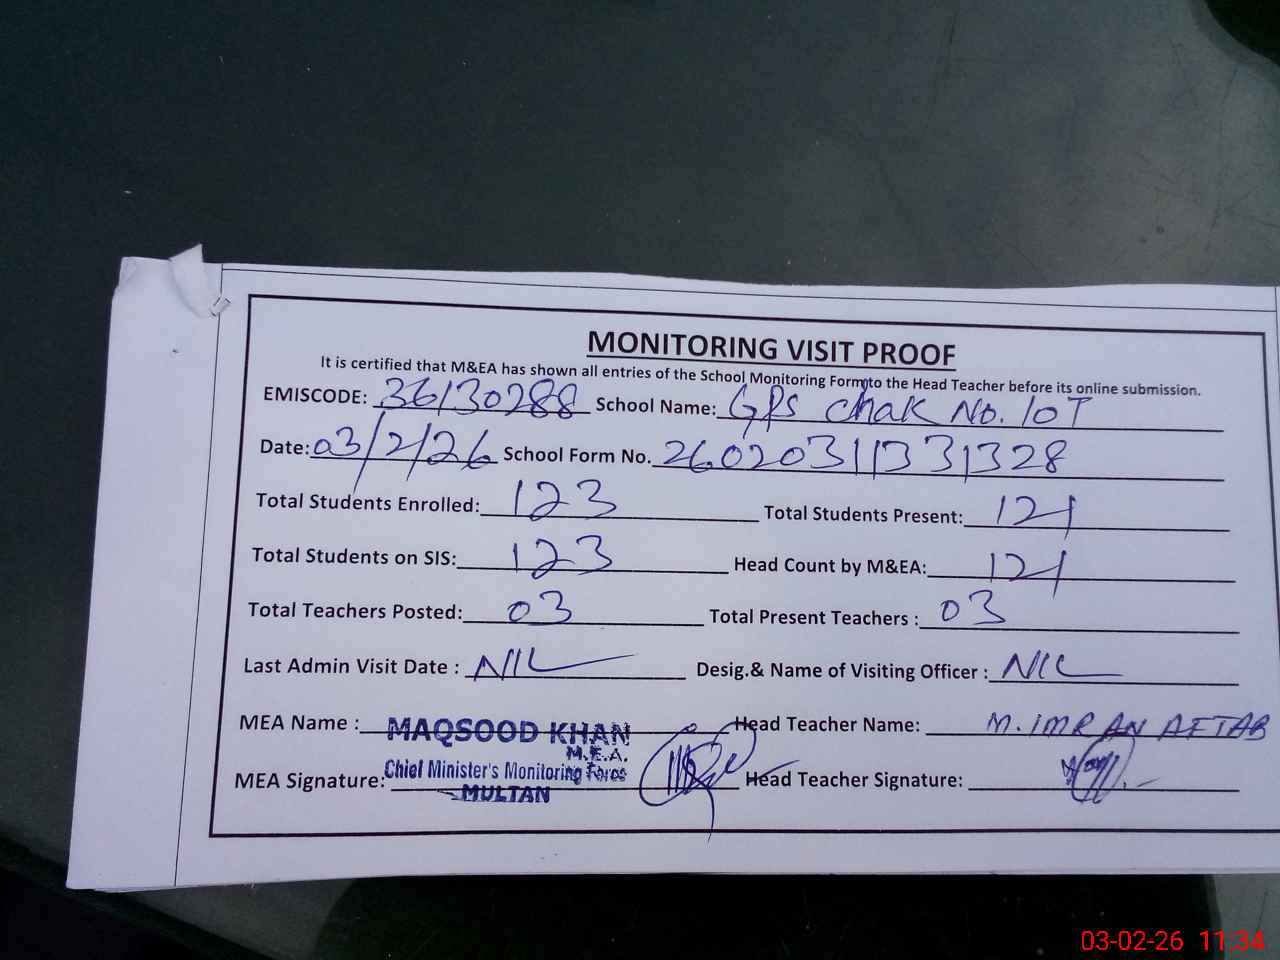 MONITORING VISIT PROOF
It is certified that M&EA has shown all entries of the School Monitoring Form to the Head Teacher before its online submission.
EMISCODE: 36130288 School Name: GPS Chak No. 10T
Date: 03/2/26 School Form No. 26020311331328
Total Students Enrolled: 123 Total Students Present: 121
Total Students on SIS: 123 Head Count by M&EA: 121
Total Teachers Posted: 03 Total Present Teachers : 03
Last Admin Visit Date : NIL Desig.& Name of Visiting Officer : NIL
MEA Name : MAQSOOD KHAN Head Teacher Name: M. IMRAN AFTAB
M.E.A.
MEA Signature: Chief Minister's Monitoring Force Head Teacher Signature:
MULTAN
03-02-26 11:34